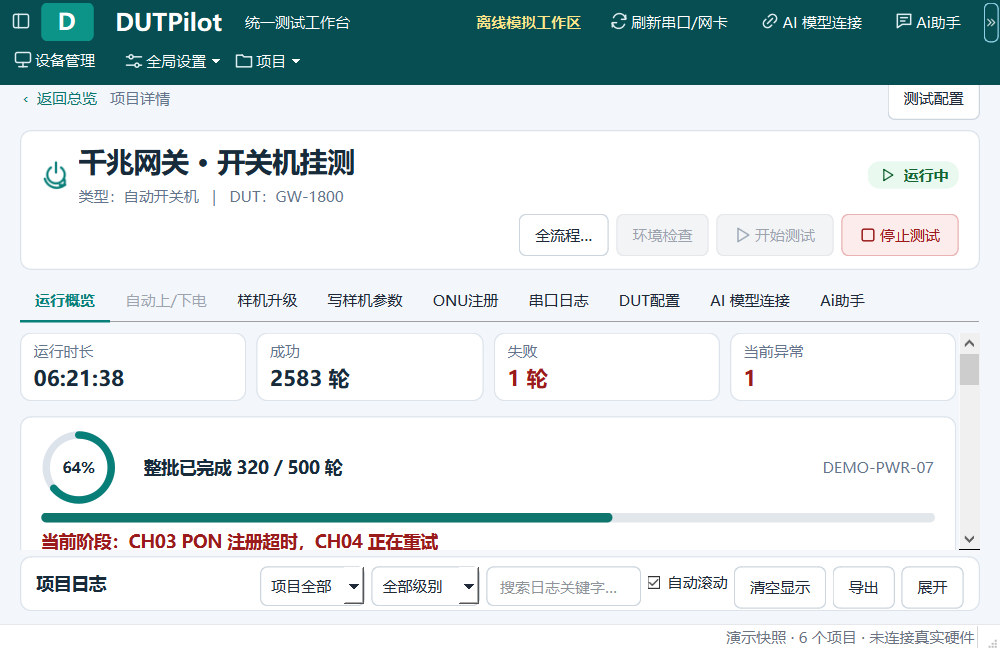 D DUTPilot 统一测试工作台 离线模拟工作区 刷新串口/网卡 AI 模型连接 Ai助手 »
设备管理 全局设置 项目
‹ 返回总览 项目详情 测试配置
千兆网关 · 开关机挂测
类型：自动开关机 | DUT：GW-1800
运行中
全流程... 环境检查 开始测试 停止测试
运行概览 自动上/下电 样机升级 写样机参数 ONU注册 串口日志 DUT配置 AI 模型连接 Ai助手
运行时长 成功 失败 当前异常
06:21:38 2583 轮 1 轮 1
64% 整批已完成 320 / 500 轮 DEMO-PWR-07
当前阶段：CH03 PON 注册超时，CH04 正在重试
项目日志 项目全部 全部级别 搜索日志关键字... 自动滚动 清空显示 导出 展开
演示快照 · 6 个项目 · 未连接真实硬件